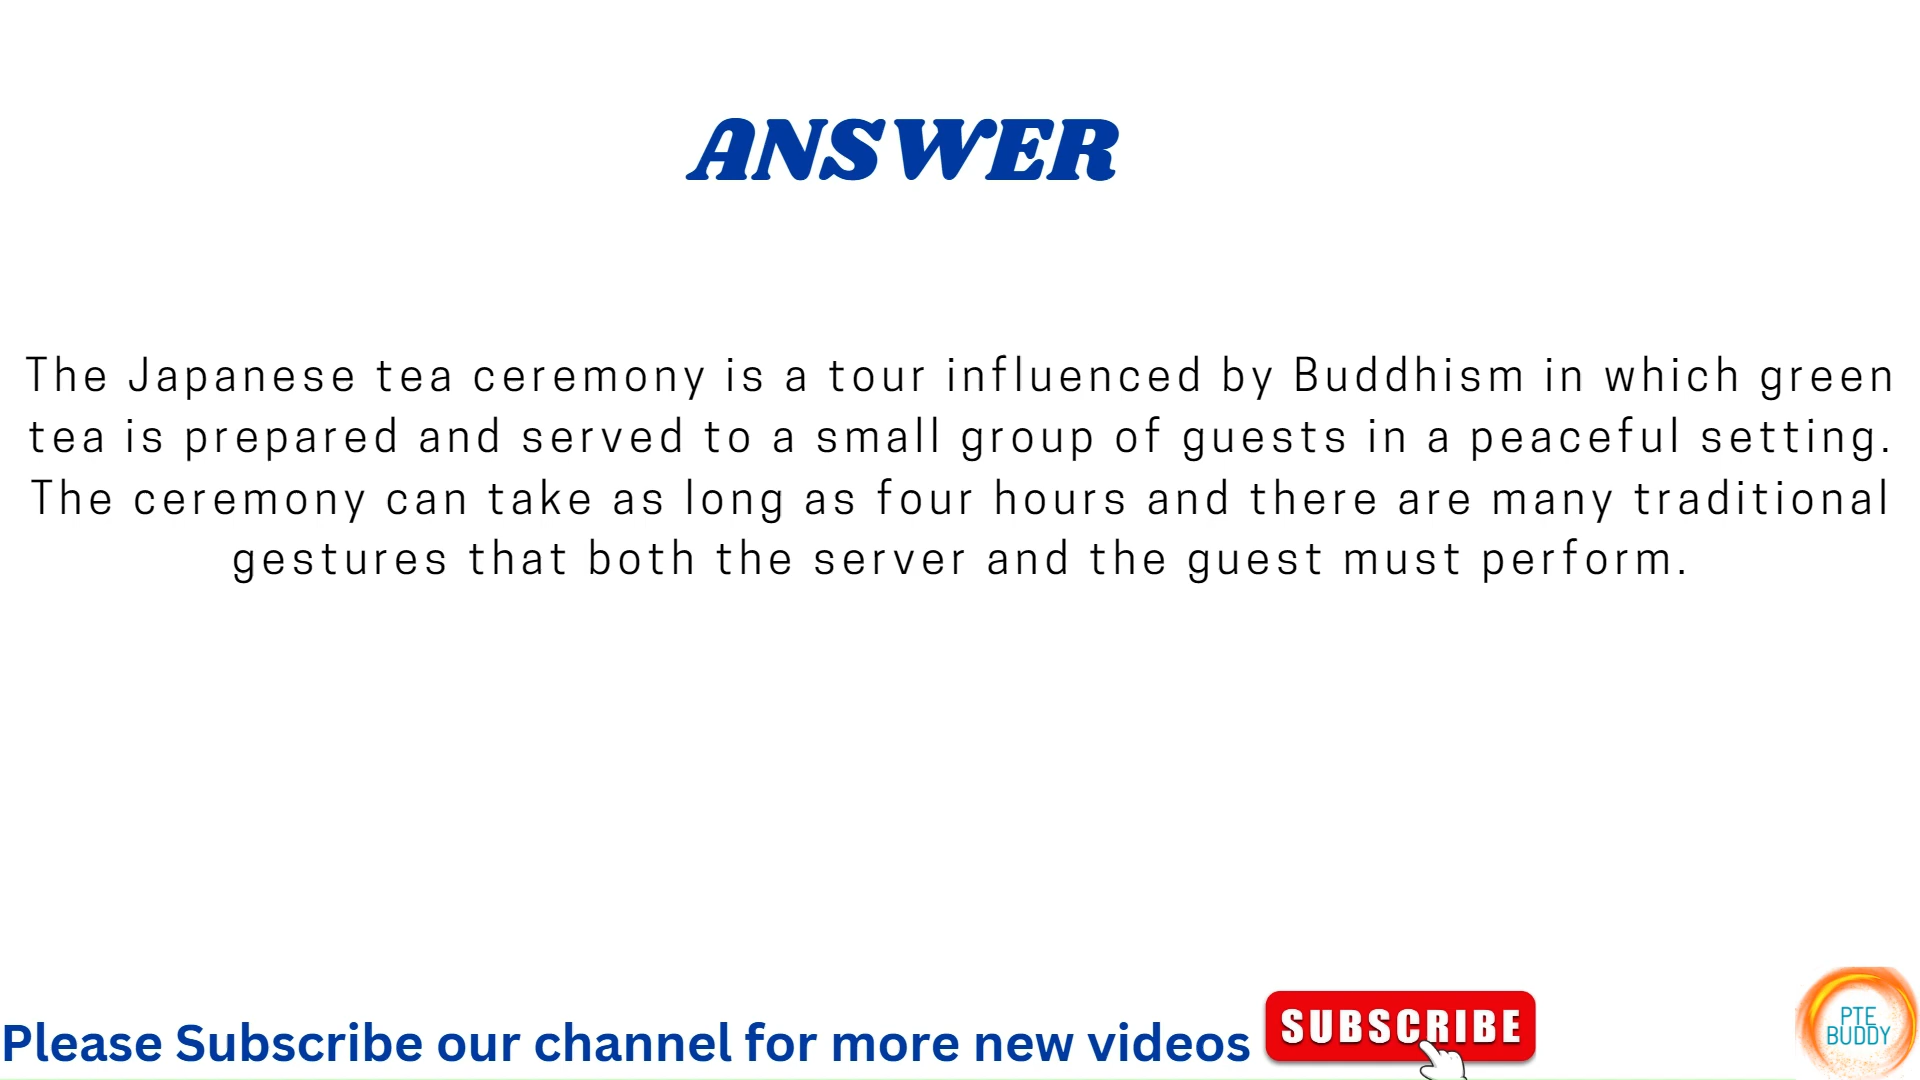 ANSWER
The Japanese tea ceremony is a tour influenced by Buddhism in which green
tea is prepared and served to a small group of guests in a peaceful setting.
The ceremony can take as long as four hours and there are many traditional
gestures that both the server and the guest must perform.
Please Subscribe our channel for more new videos
SUBSCRIBE
PTE
BUDDY